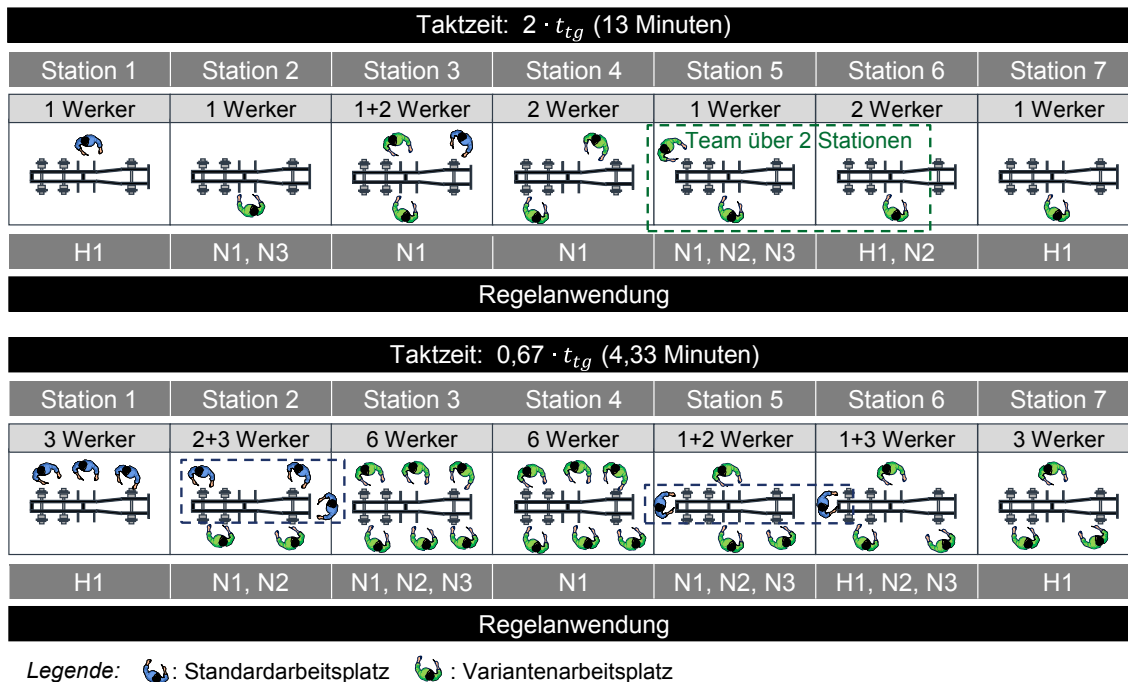 Taktzeit: 2 · t_tg (13 Minuten)
Station 1 Station 2 Station 3 Station 4 Station 5 Station 6 Station 7
1 Werker 1 Werker 1+2 Werker 2 Werker 1 Werker 2 Werker 1 Werker
Team über 2 Stationen
H1 N1, N3 N1 N1 N1, N2, N3 H1, N2 H1
Regelanwendung
Taktzeit: 0,67 · t_tg (4,33 Minuten)
Station 1 Station 2 Station 3 Station 4 Station 5 Station 6 Station 7
3 Werker 2+3 Werker 6 Werker 6 Werker 1+2 Werker 1+3 Werker 3 Werker
H1 N1, N2 N1, N2, N3 N1 N1, N2, N3 H1, N2, N3 H1
Regelanwendung
Legende: : Standardarbeitsplatz : Variantenarbeitsplatz